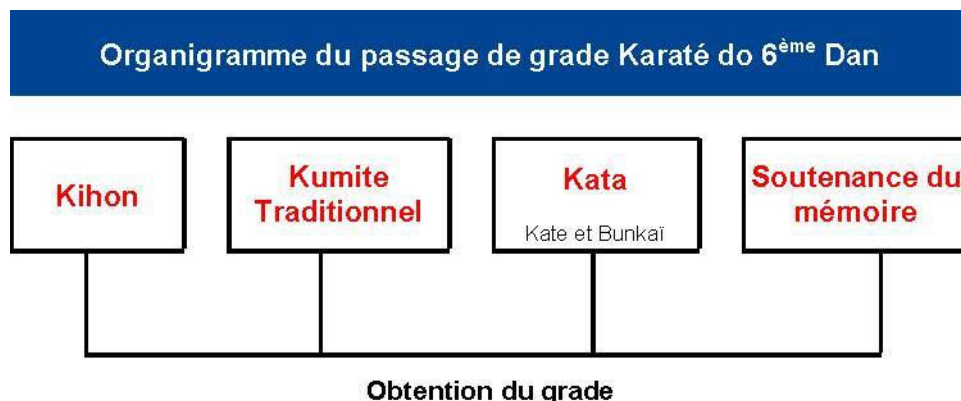 Organigramme du passage de grade Karaté do 6ème Dan
Kihon
Kumite
Traditionnel
Kata
Kate et Bunkaï
Soutenance du
mémoire
Obtention du grade